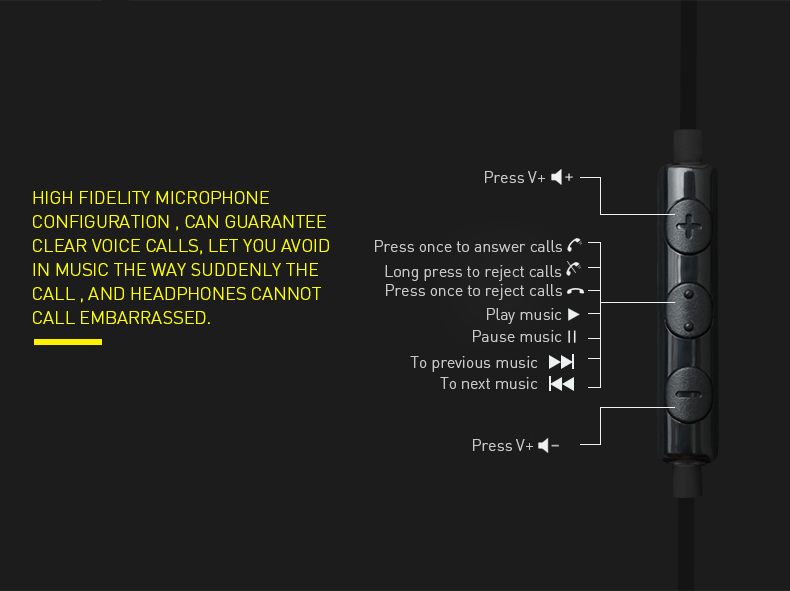 HIGH FIDELITY MICROPHONE
CONFIGURATION , CAN GUARANTEE
CLEAR VOICE CALLS, LET YOU AVOID
IN MUSIC THE WAY SUDDENLY THE
CALL , AND HEADPHONES CANNOT
CALL EMBARRASSED.
Press V+
Press once to answer calls
Long press to reject calls
Press once to reject calls
Play music
Pause music
To previous music
To next music
Press V+